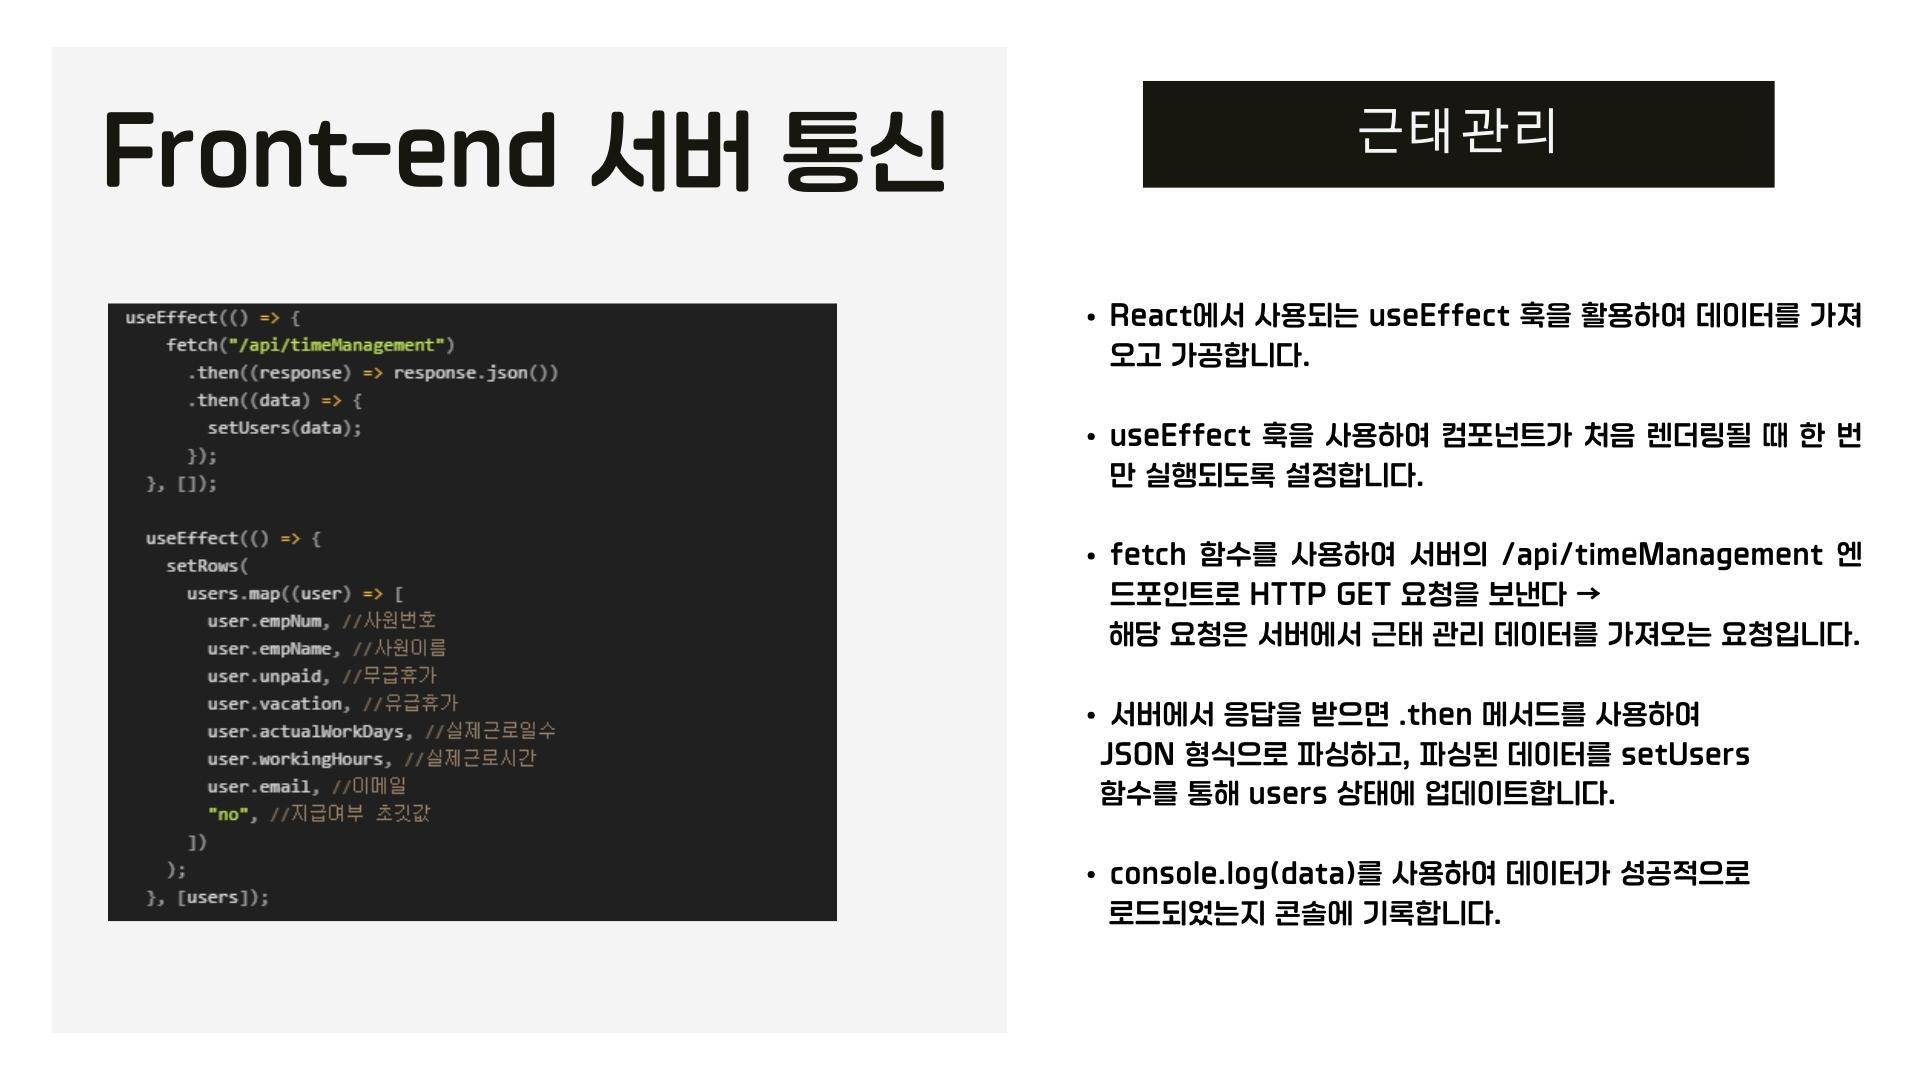 Front-end 서버 통신
useEffect(() => {
fetch("/api/timeManagement")
.then((response) => response.json())
.then((data) => {
setUsers(data);
});
}, []);
useEffect(() => {
setRows(
users.map((user) => [
user.empNum, //사원번호
user.empName, //사원이름
user.unpaid, //무급휴가
user.vacation, //유급휴가
user.actualWorkDays, //실제근로일수
user.workingHours, //실제근로시간
user.email, //이메일
"no", //지급여부 초깃값
])
);
}, [users]);
근태관리
• React에서 사용되는 useEffect 훅을 활용하여 데이터를 가져
오고 가공합니다.
• useEffect 훅을 사용하여 컴포넌트가 처음 렌더링될 때 한 번
만 실행되도록 설정합니다.
• fetch 함수를 사용하여 서버의 /api/timeManagement 엔
드포인트로 HTTP GET 요청을 보낸다 →
해당 요청은 서버에서 근태 관리 데이터를 가져오는 요청입니다.
• 서버에서 응답을 받으면 .then 메서드를 사용하여
JSON 형식으로 파싱하고, 파싱된 데이터를 setUsers
함수를 통해 users 상태에 업데이트합니다.
• console.log(data)를 사용하여 데이터가 성공적으로
로드되었는지 콘솔에 기록합니다.